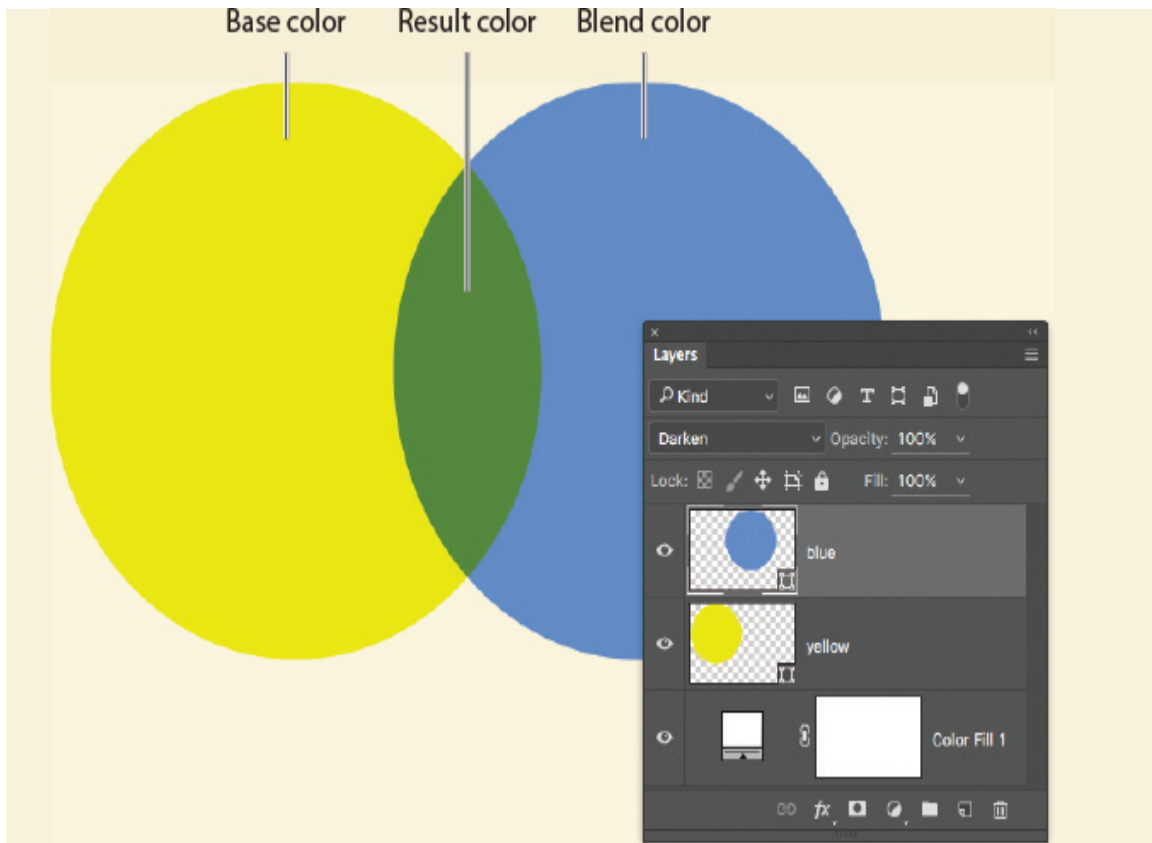 Base color Result color Blend color
Layers
Kind
Darken Opacity: 100%
Lock: Fill: 100%
blue
yellow
Color Fill 1
fx